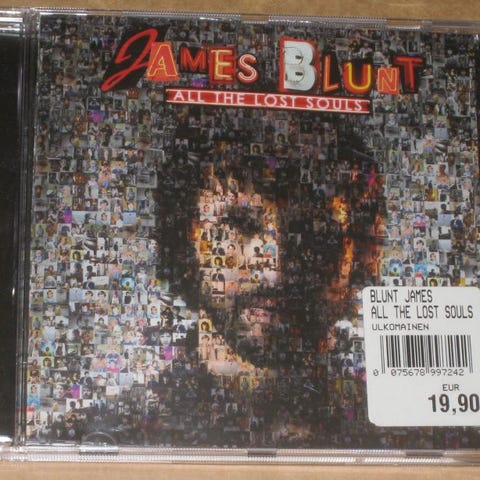 JAMES BLUNT
ALL THE LOST SOULS
BLUNT JAMES
ALL THE LOST SOULS
ULKOMAINEN
0 075678 997242
EUR
19,90